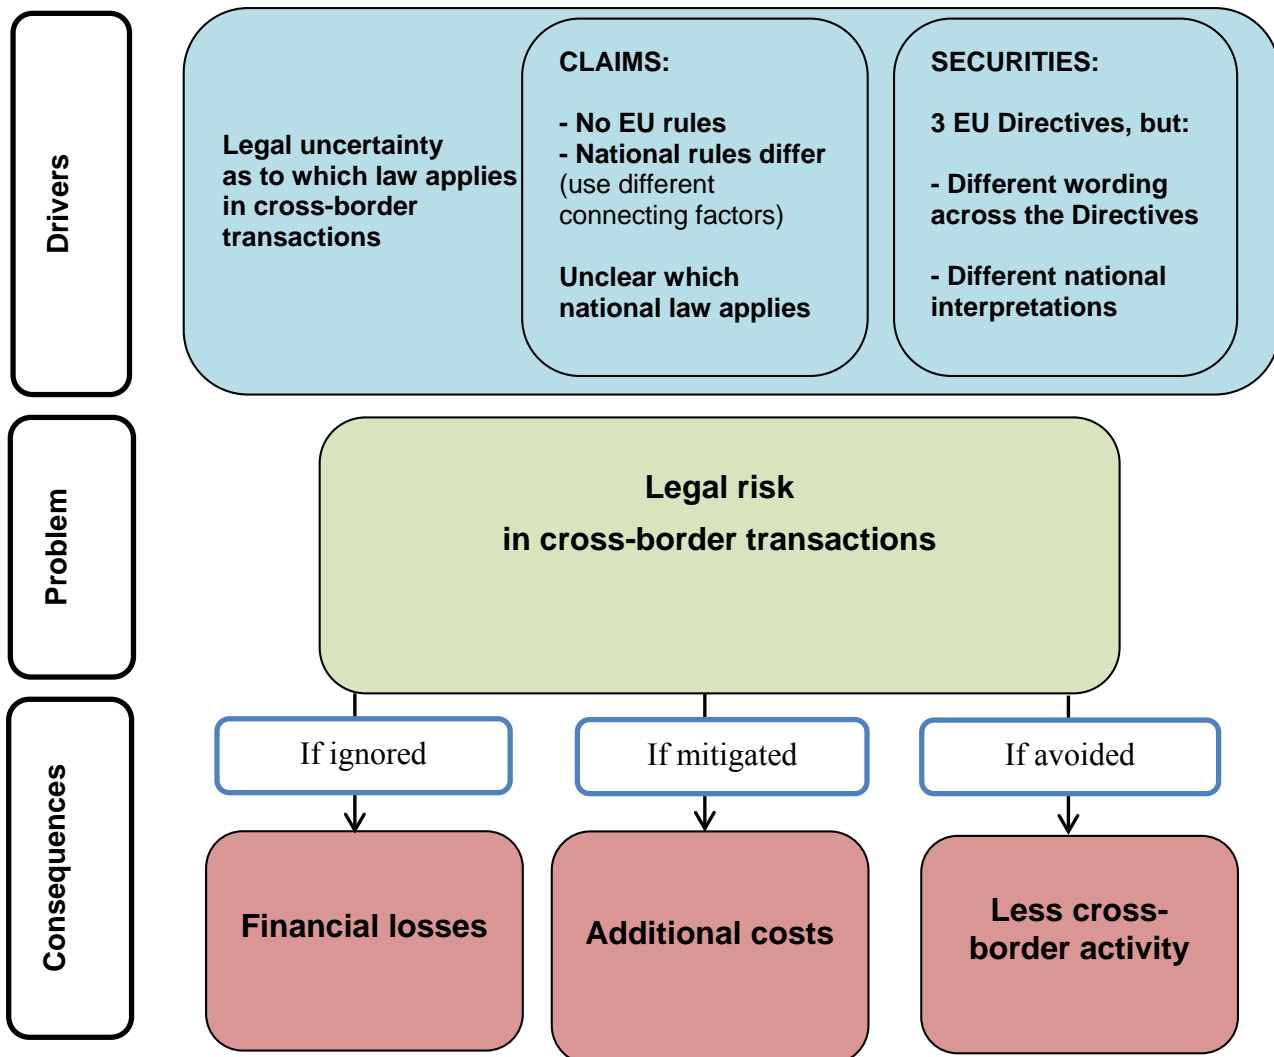 Drivers
Legal uncertainty
as to which law applies
in cross-border
transactions
CLAIMS:
- No EU rules
- National rules differ
(use different
connecting factors)
Unclear which
national law applies
SECURITIES:
3 EU Directives, but:
- Different wording
across the Directives
- Different national
interpretations
Problem
Legal risk
in cross-border transactions
Consequences
If ignored
If mitigated
If avoided
Financial losses
Additional costs
Less cross-
border activity